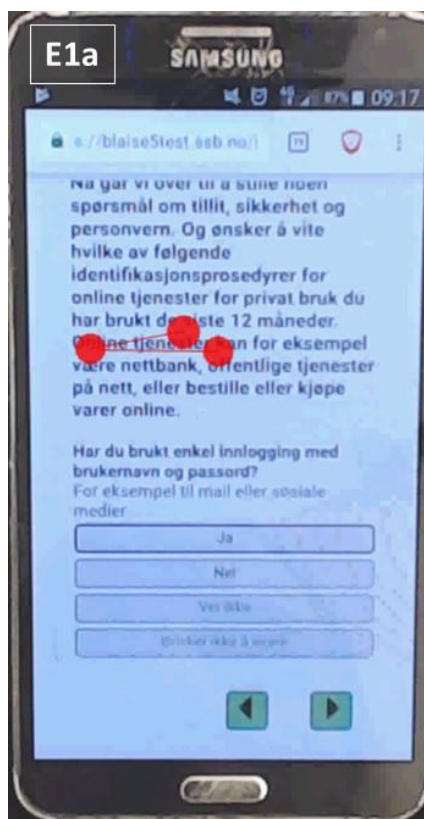 E1a
SAMSUNG
87% 09:17
s://blaise5test.ssb.no/i
Nå går vi over til å stille noen
spørsmål om tillit, sikkerhet og
personvern. Og ønsker å vite
hvilke av følgende
identifikasjonsprosedyrer for
online tjenester for privat bruk du
har brukt de siste 12 måneder.
Online tjenester kan for eksempel
være nettbank, offentlige tjenester
på nett, eller bestille eller kjøpe
varer online.
Har du brukt enkel innlogging med
brukernavn og passord?
For eksempel til mail eller sosiale
medier
Ja
Nei
Vet ikke
Ønsker ikke å svare